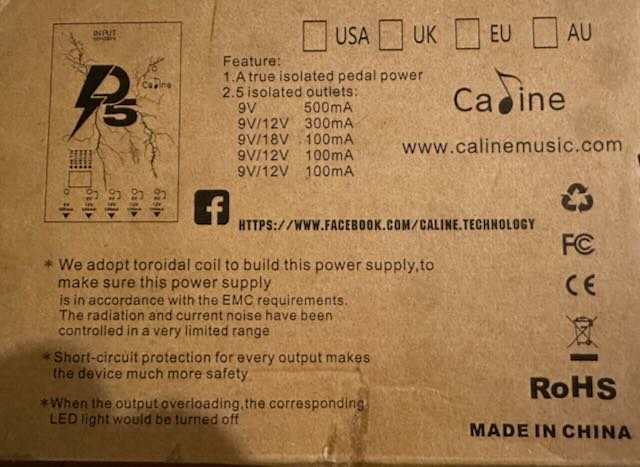 INPUT
Caline
P5
USA UK EU AU
Feature:
1.A true isolated pedal power
2.5 isolated outlets:
9V 500mA
9V/12V 300mA
9V/18V 100mA
9V/12V 100mA
9V/12V 100mA
Caline
www.calinemusic.com
f
HTTPS://WWW.FACEBOOK.COM/CALINE.TECHNOLOGY
FC
CE
* We adopt toroidal coil to build this power supply,to
make sure this power supply
is in accordance with the EMC requirements.
The radiation and current noise have been
controlled in a very limited range
*Short-circuit protection for every output makes
the device much more safety
*When the output overloading,the corresponding
LED light would be turned off
RoHS
MADE IN CHINA